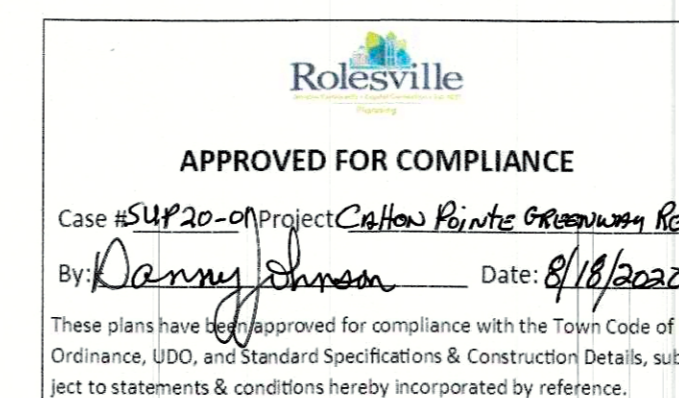 Rolesville
Planning
APPROVED FOR COMPLIANCE
Case #SUP20-01 Project CAHON POINTE GREENWAY RE
By: Danny Johnson Date: 8/18/2020
These plans have been approved for compliance with the Town Code of
Ordinance, UDO, and Standard Specifications & Construction Details, sub
ject to statements & conditions hereby incorporated by reference.